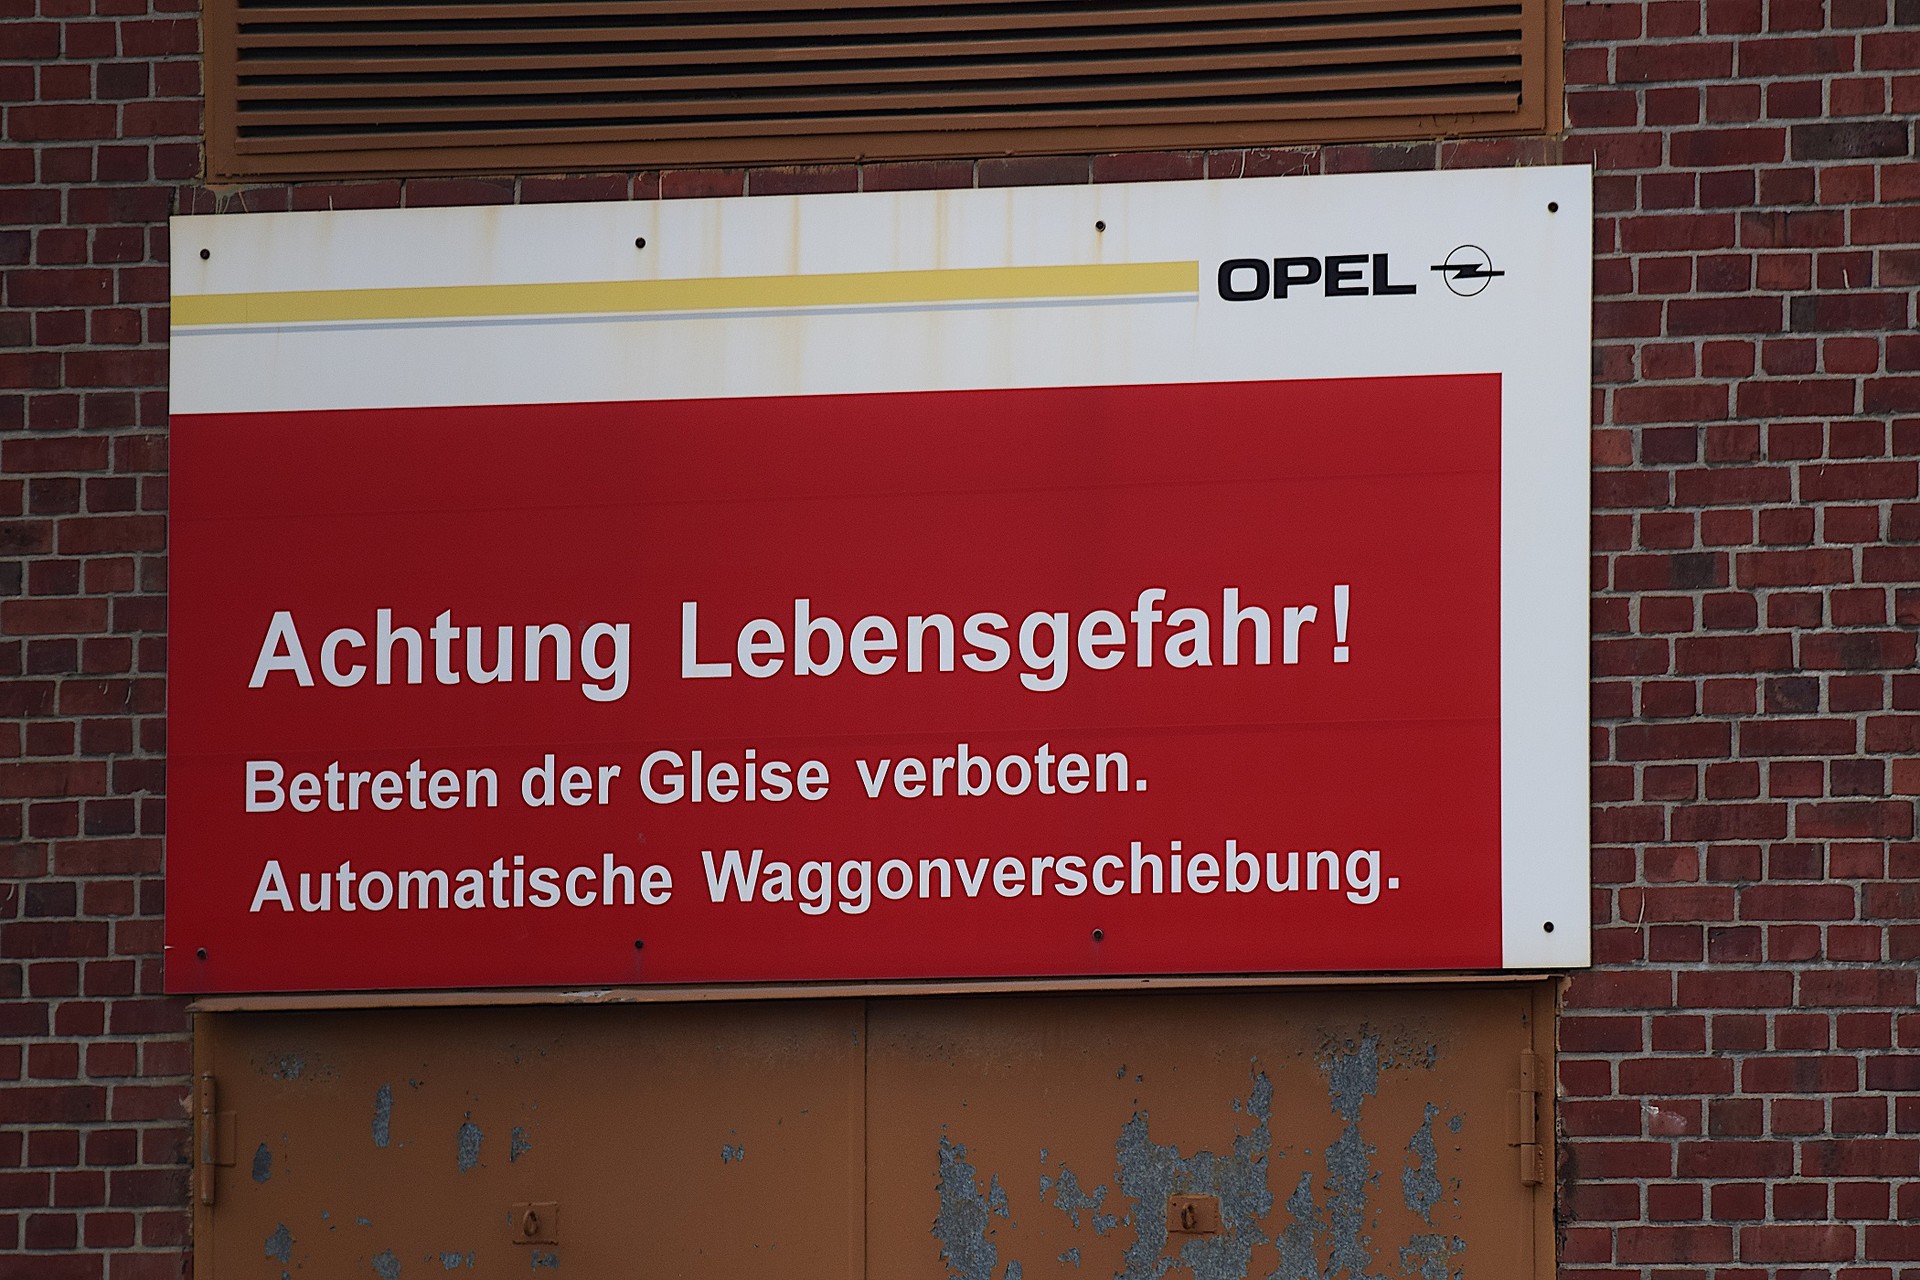 OPEL
Achtung Lebensgefahr!
Betreten der Gleise verboten.
Automatische Waggonverschiebung.